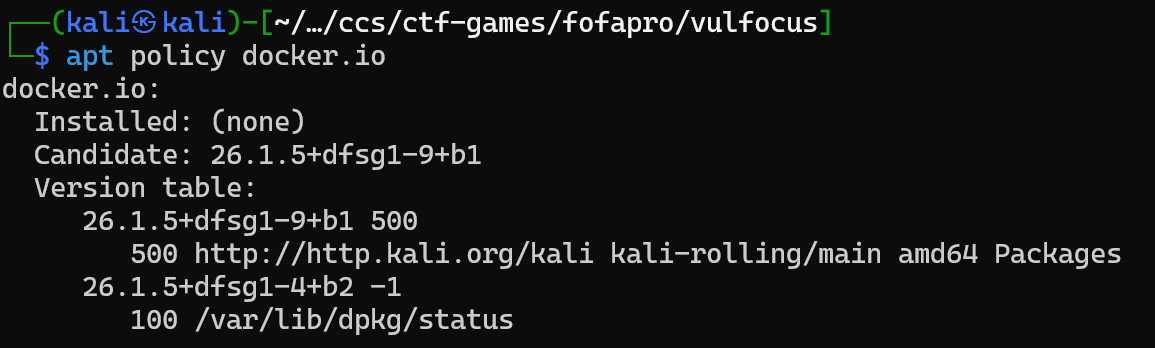 ┌──(kali㉿kali)-[~/…/ccs/ctf-games/fofapro/vulfocus]
└─$ apt policy docker.io
docker.io:
  Installed: (none)
  Candidate: 26.1.5+dfsg1-9+b1
  Version table:
     26.1.5+dfsg1-9+b1 500
        500 http://http.kali.org/kali kali-rolling/main amd64 Packages
     26.1.5+dfsg1-4+b2 -1
        100 /var/lib/dpkg/status